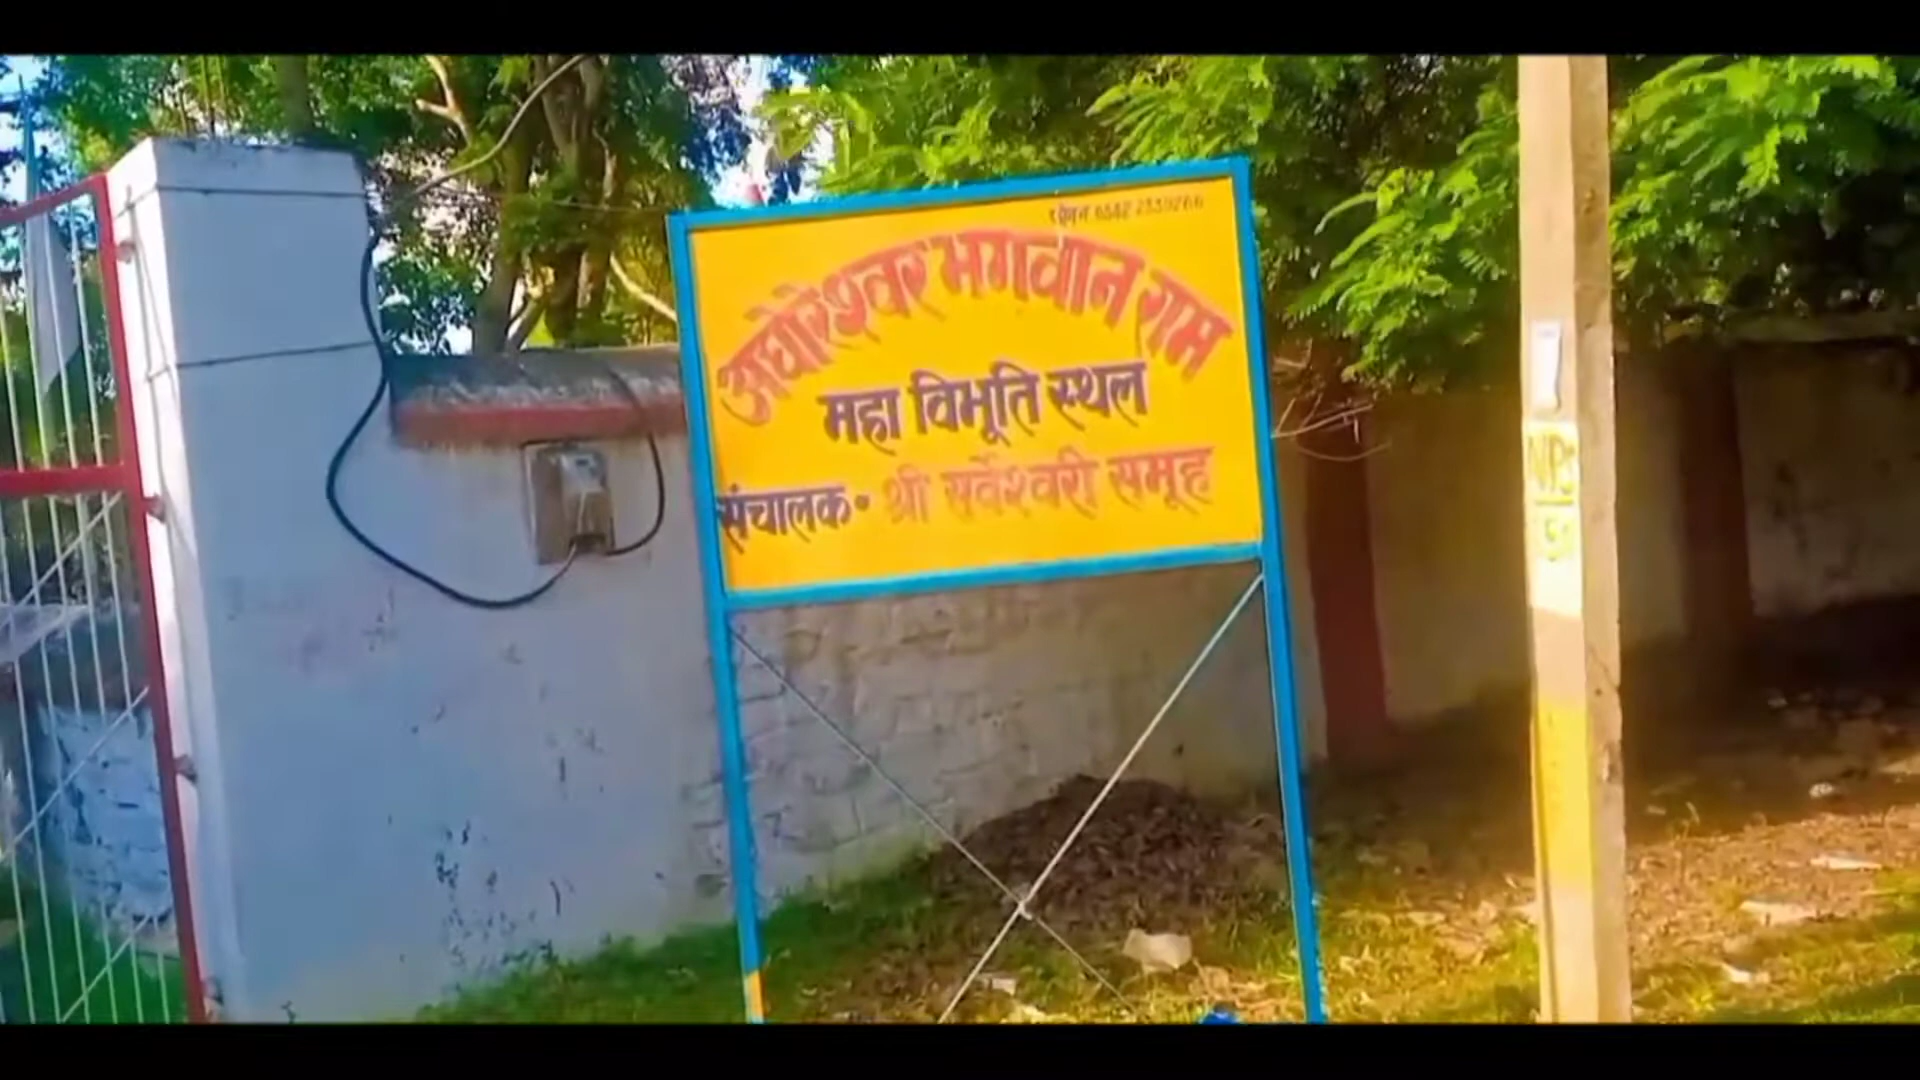 अघोरेश्वर भगवान राम
महा विभूति स्थल
संचालक• श्री सर्वेश्वरी समूह